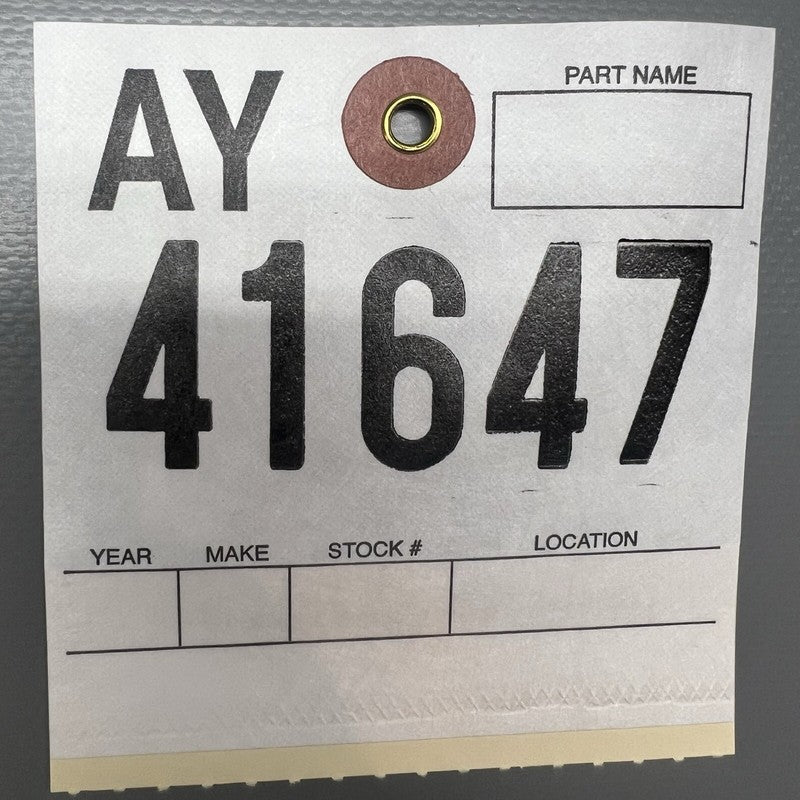 AY
PART NAME
41647
YEAR MAKE STOCK # LOCATION